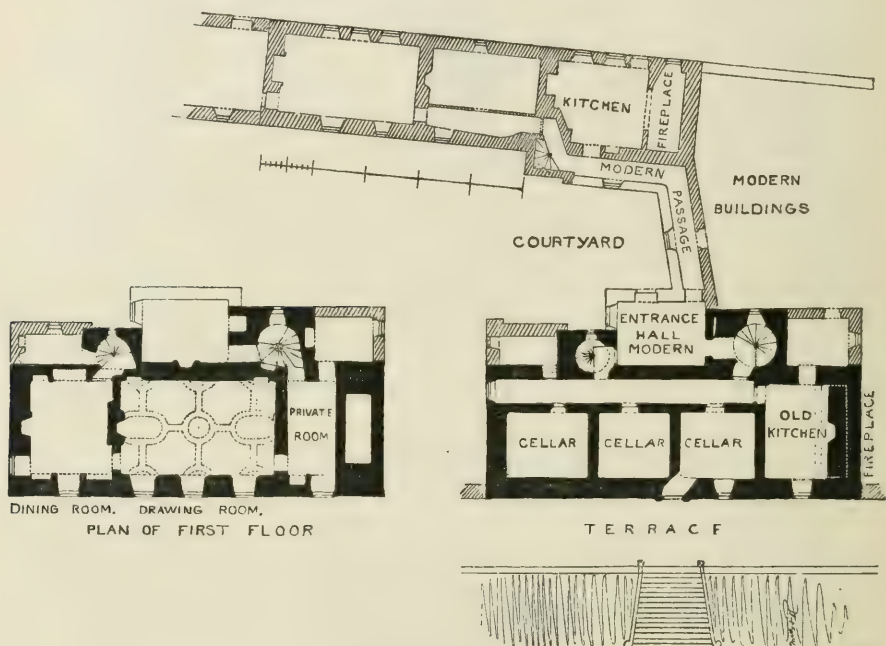 KITCHEN
FIREPLACE
MODERN
PASSAGE
MODERN
BUILDINGS
COURTYARD
ENTRANCE
HALL
MODERN
PRIVATE
ROOM
CELLAR
CELLAR
CELLAR
OLD
KITCHEN
FIREPLACE
DINING ROOM. DRAWING ROOM.
PLAN OF FIRST FLOOR
TERRACE